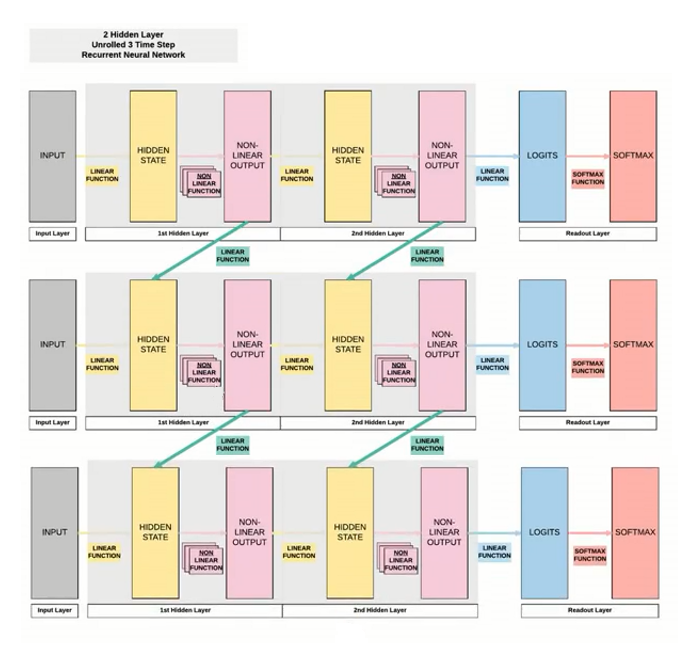 2 Hidden Layer
Unrolled 3 Time Step
Recurrent Neural Network
INPUT
LINEAR
FUNCTION
HIDDEN
STATE
NON
LINEAR
FUNCTION
NON-
LINEAR
OUTPUT
LINEAR
FUNCTION
HIDDEN
STATE
NON
LINEAR
FUNCTION
NON-
LINEAR
OUTPUT
LINEAR
FUNCTION
LOGITS
SOFTMAX
FUNCTION
SOFTMAX
Input Layer
1st Hidden Layer
2nd Hidden Layer
Readout Layer
LINEAR
FUNCTION
LINEAR
FUNCTION
INPUT
LINEAR
FUNCTION
HIDDEN
STATE
NON
LINEAR
FUNCTION
NON-
LINEAR
OUTPUT
LINEAR
FUNCTION
HIDDEN
STATE
NON
LINEAR
FUNCTION
NON-
LINEAR
OUTPUT
LINEAR
FUNCTION
LOGITS
SOFTMAX
FUNCTION
SOFTMAX
Input Layer
1st Hidden Layer
2nd Hidden Layer
Readout Layer
LINEAR
FUNCTION
LINEAR
FUNCTION
INPUT
LINEAR
FUNCTION
HIDDEN
STATE
NON
LINEAR
FUNCTION
NON-
LINEAR
OUTPUT
LINEAR
FUNCTION
HIDDEN
STATE
NON
LINEAR
FUNCTION
NON-
LINEAR
OUTPUT
LINEAR
FUNCTION
LOGITS
SOFTMAX
FUNCTION
SOFTMAX
Input Layer
1st Hidden Layer
2nd Hidden Layer
Readout Layer